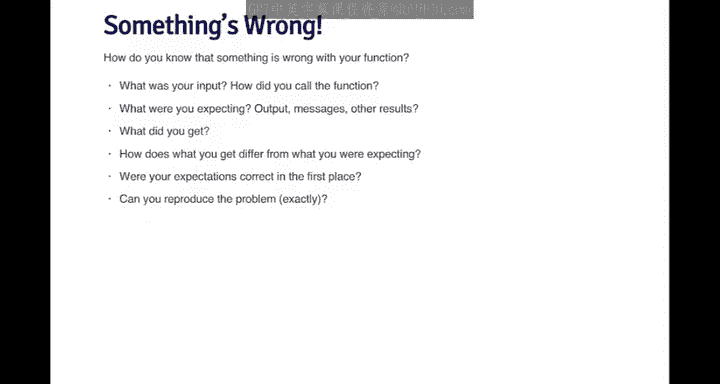 Something's Wrong!
How do you know that something is wrong with your function?
· What was your input? How did you call the function?
· What were you expecting? Output, messages, other results?
· What did you get?
· How does what you get differ from what you were expecting?
· Were your expectations correct in the first place?
· Can you reproduce the problem (exactly)?